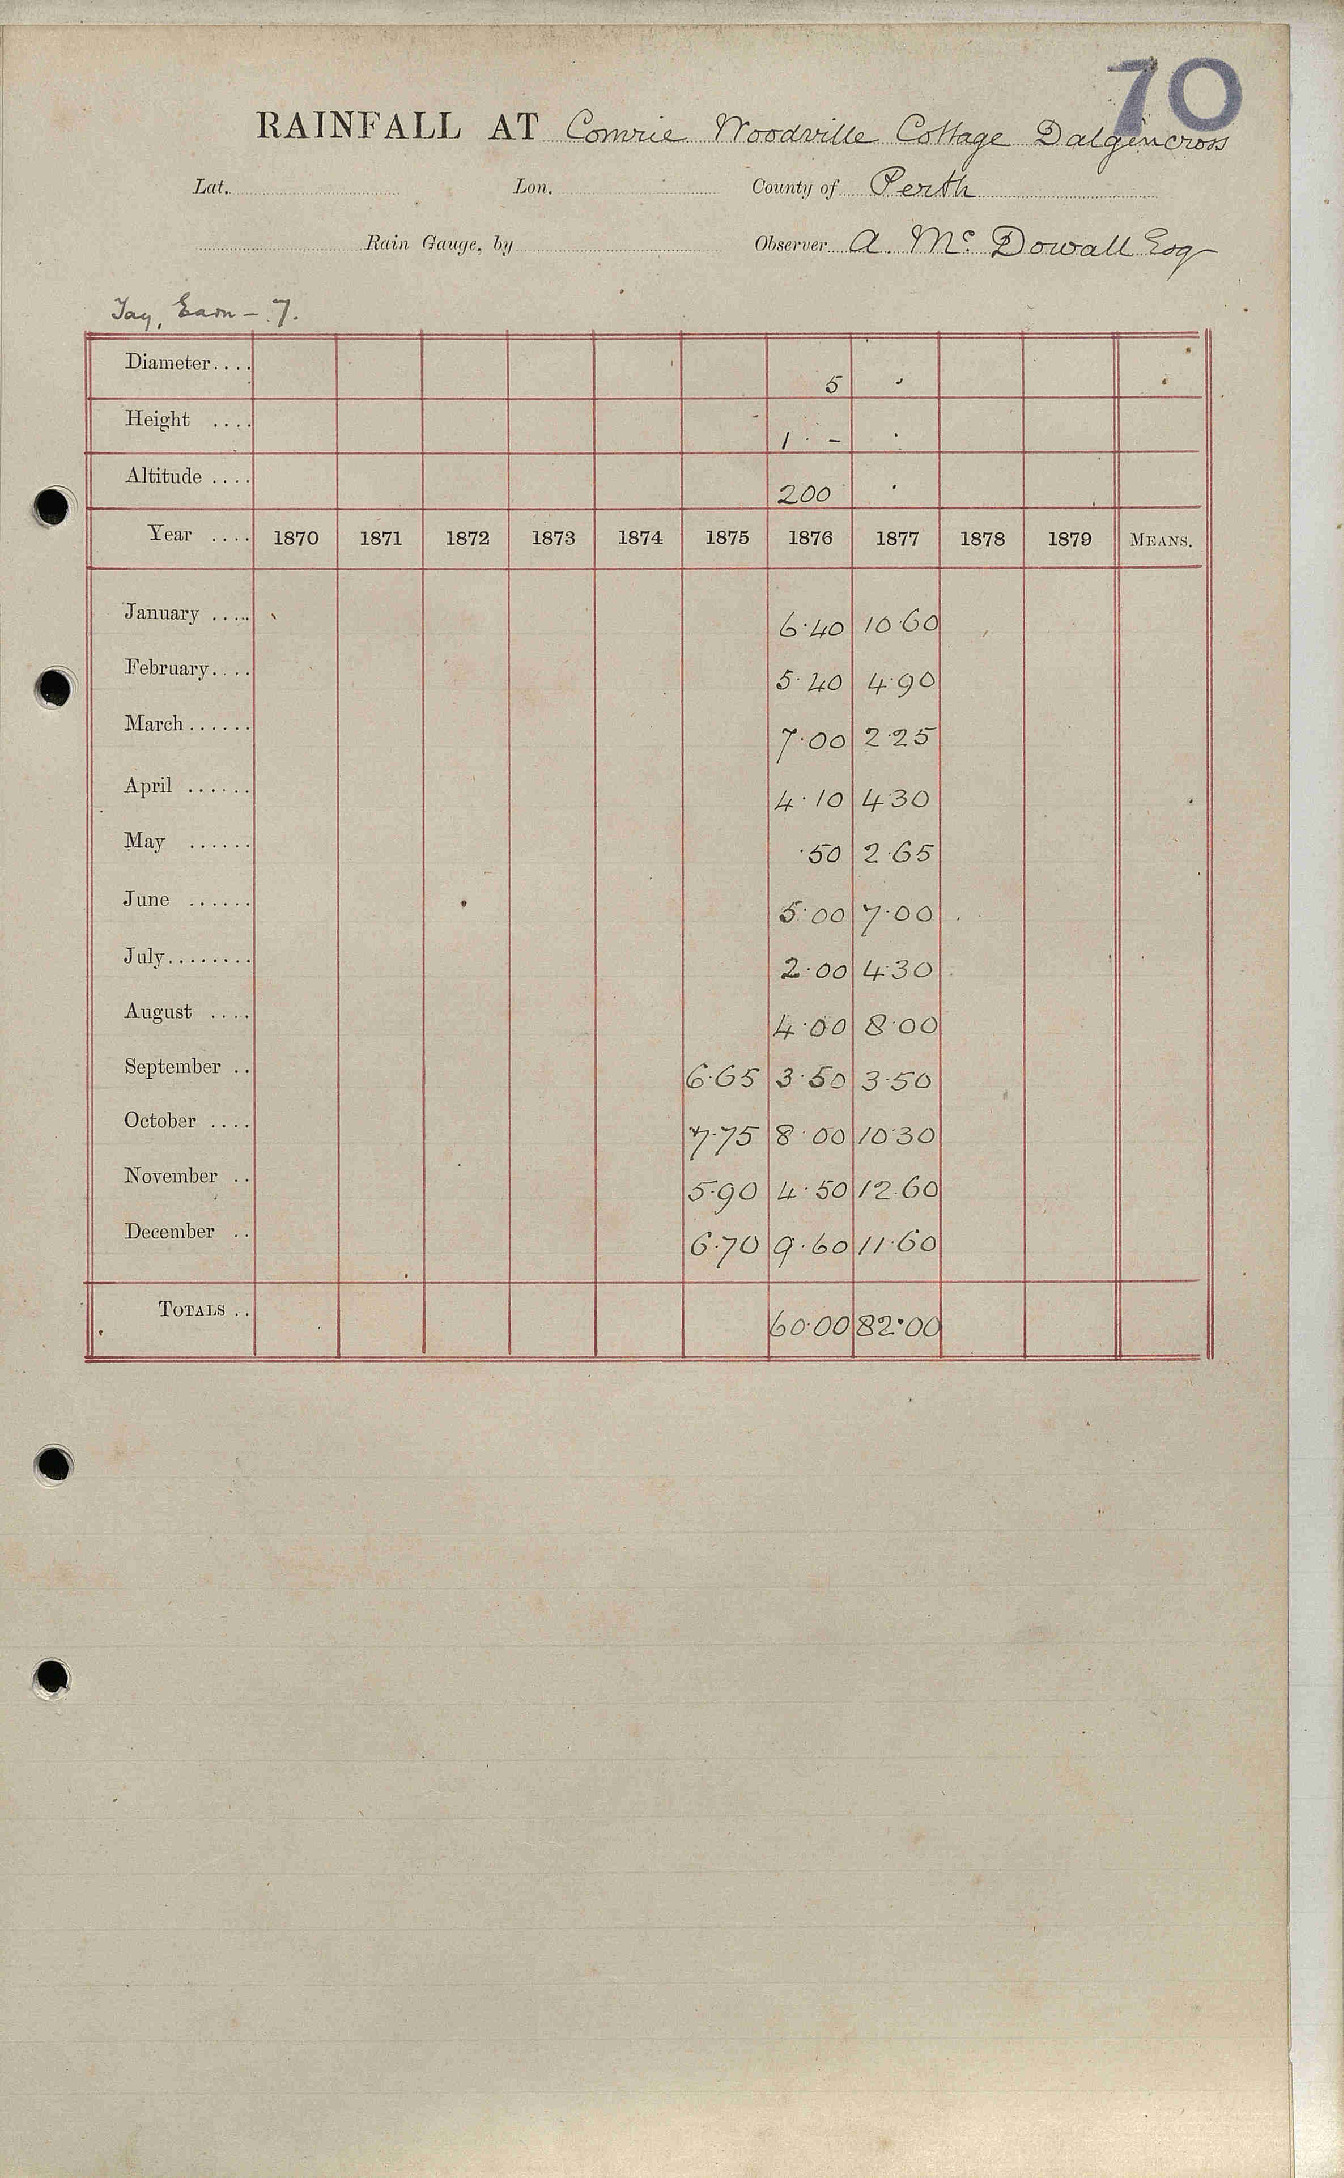 70
RAINFALL AT Comrie Woodville Cottage Dalgincross
Lat. Lon. County of Perth
Rain Gauge, by Observer A. Mc Dowall Esq
Tay, Earn - 7.
Diameter.... 5 "
Height .... 1 · - "
Altitude .... 200 "
Year .... 1870 1871 1872 1873 1874 1875 1876 1877 1878 1879 MEANS.
January ..... 6·40 10·60
February.... 5·40 4·90
March...... 7·00 2·25
April ...... 4·10 4·30
May ...... ·50 2·65
June ...... 5·00 7·00
July........ 2·00 4·30
August .... 4·00 8·00
September .. 6·65 3·50 3·50
October .... 7·75 8·00 10·30
November .. 5·90 4·50 12·60
December .. 6·70 9·60 11·60
TOTALS .. 60·00 82·00